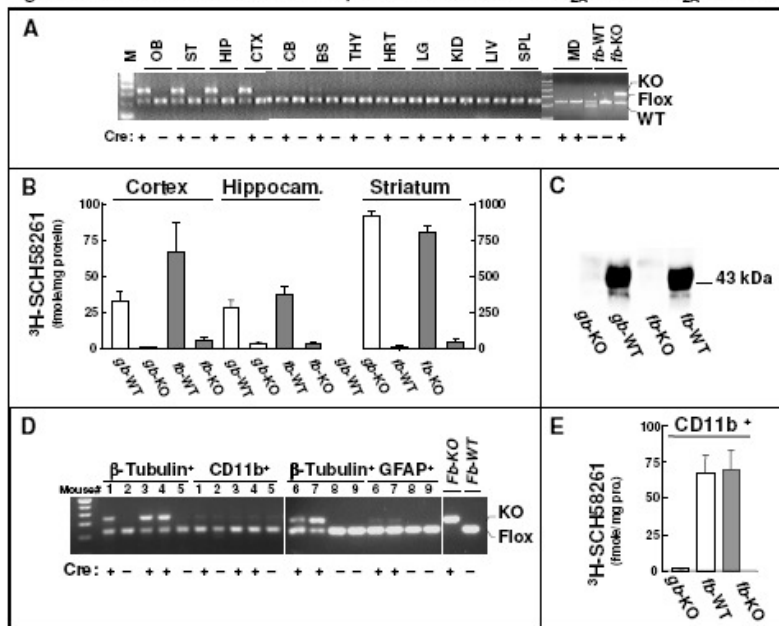 A
M OB ST HIP CTX CB BS THY HRT LG KID LIV SPL MD fb-WT fb-KO
KO
Flox
WT
Cre: + − + − + − + − + − + − + − + − + − + − + − + − + + − − +
B
Cortex Hippocam. Striatum
³H-SCH58261
(fmole/mg protein)
100 75 50 25 0
1000 750 500 250 0
gb-WT gb-KO fb-WT fb-KO gb-WT gb-KO fb-WT fb-KO gb-WT gb-KO fb-WT fb-KO
C
43 kDa
gb-KO gb-WT fb-KO fb-WT
D
β-Tubulin⁺ CD11b⁺ β-Tubulin⁺ GFAP⁺ Fb-KO Fb-WT
Mouse# 1 2 3 4 5 1 2 3 4 5 6 7 8 9 6 7 8 9
KO
Flox
Cre: + − + + − + − + + − + + − − + + − − + −
E
CD11b ⁺
³H-SCH58261
(fmole/mg pro.)
100
75
50
25
0
gb-KO fb-WT fb-KO